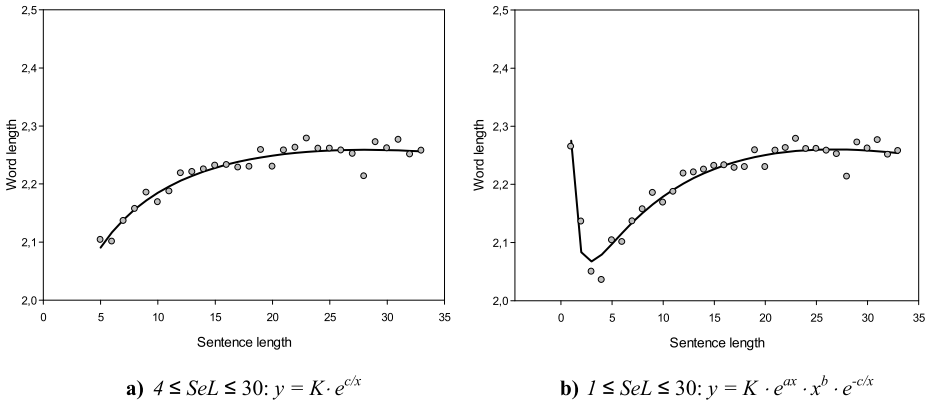 2,5
2,4
2,3
2,2
2,1
2,0
Word length
0 5 10 15 20 25 30 35
Sentence length
2,5
2,4
2,3
2,2
2,1
2,0
Word length
0 5 10 15 20 25 30 35
Sentence length
a) 4 ≤ SeL ≤ 30: y = K· e^{c/x}
b) 1 ≤ SeL ≤ 30: y = K · e^{ax} · x^{b} · e^{-c/x}